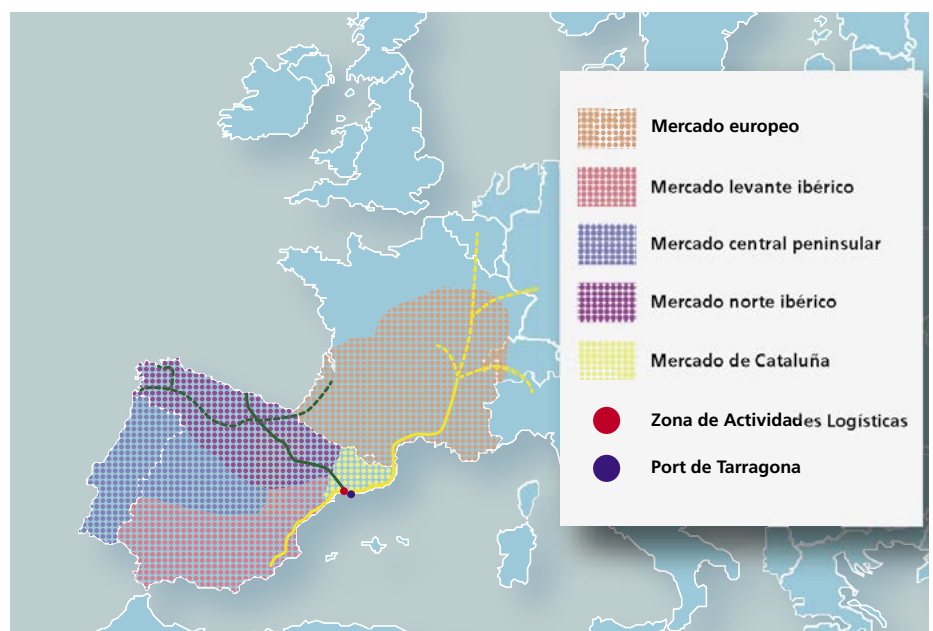 Mercado europeo
Mercado levante ibérico
Mercado central peninsular
Mercado norte ibérico
Mercado de Cataluña
Zona de Actividades Logísticas
Port de Tarragona